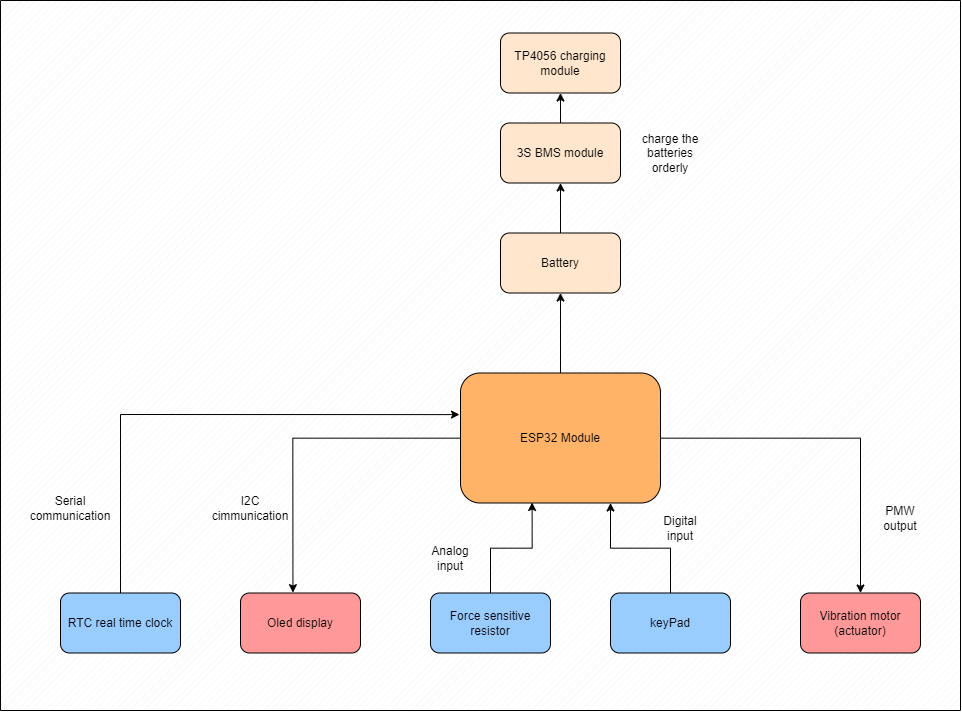 TP4056 charging
module
3S BMS module
charge the
batteries
orderly
Battery
ESP32 Module
Serial
communication
I2C
cimmunication
Analog
input
Digital
input
PMW
output
RTC real time clock
Oled display
Force sensitive
resistor
keyPad
Vibration motor
(actuator)